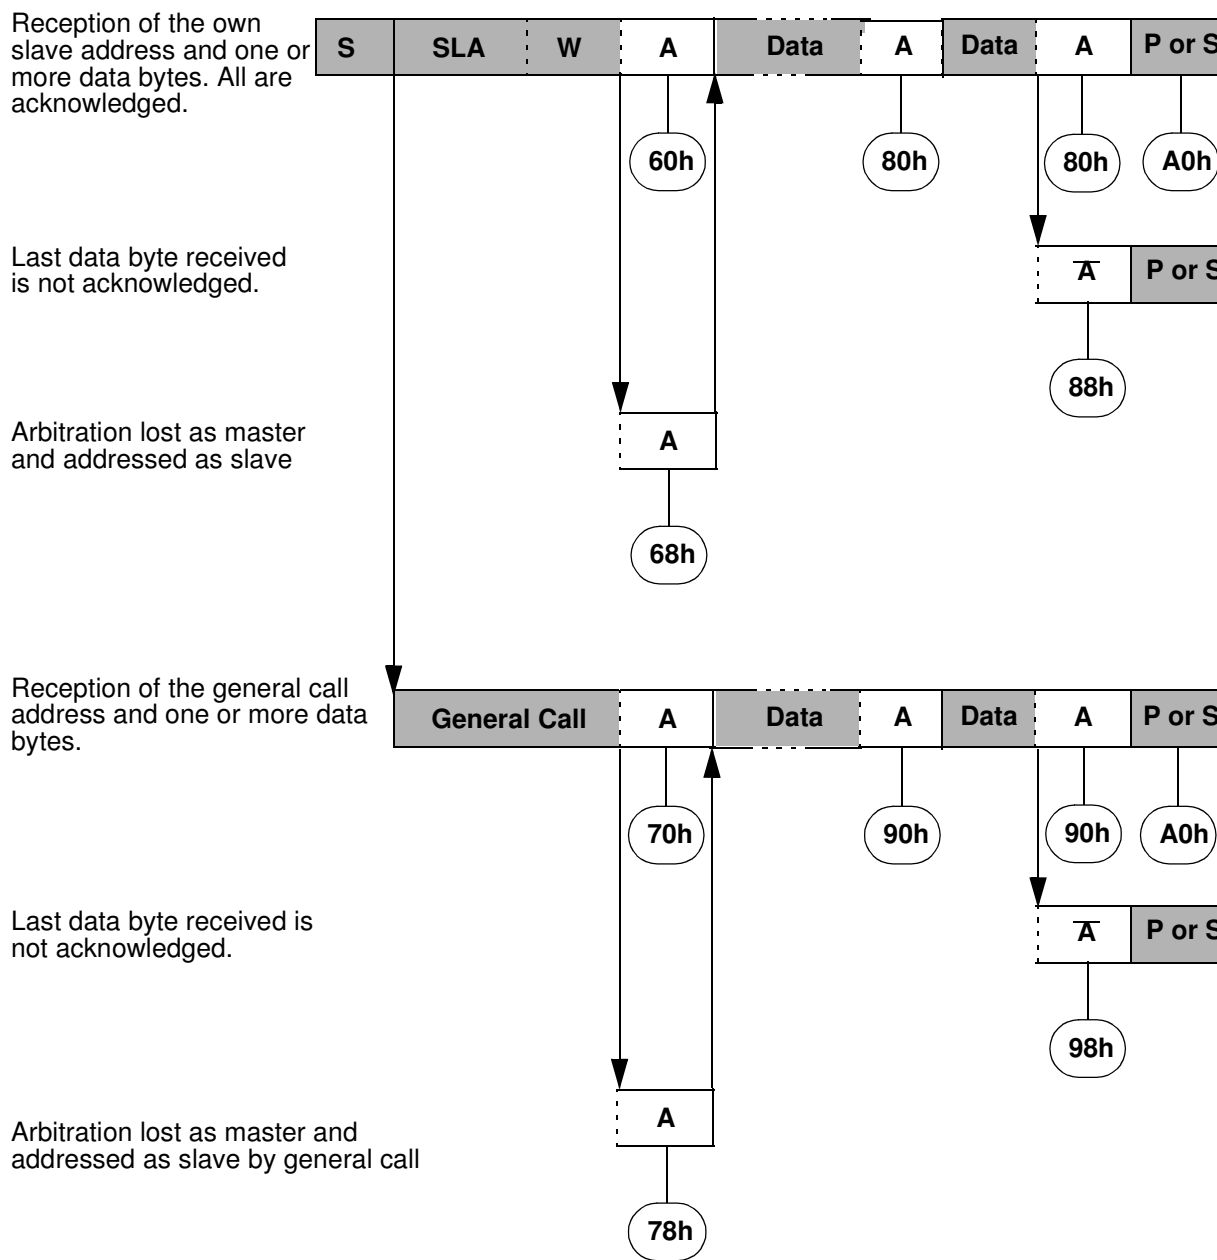 Reception of the own
slave address and one or
more data bytes. All are
acknowledged.
S SLA W A Data A Data A P or S
60h 80h 80h A0h
Last data byte received
is not acknowledged.
A̅ P or S
88h
Arbitration lost as master
and addressed as slave
A
68h
Reception of the general call
address and one or more data
bytes.
General Call A Data A Data A P or S
70h 90h 90h A0h
Last data byte received is
not acknowledged.
A̅ P or S
98h
Arbitration lost as master and
addressed as slave by general call
A
78h